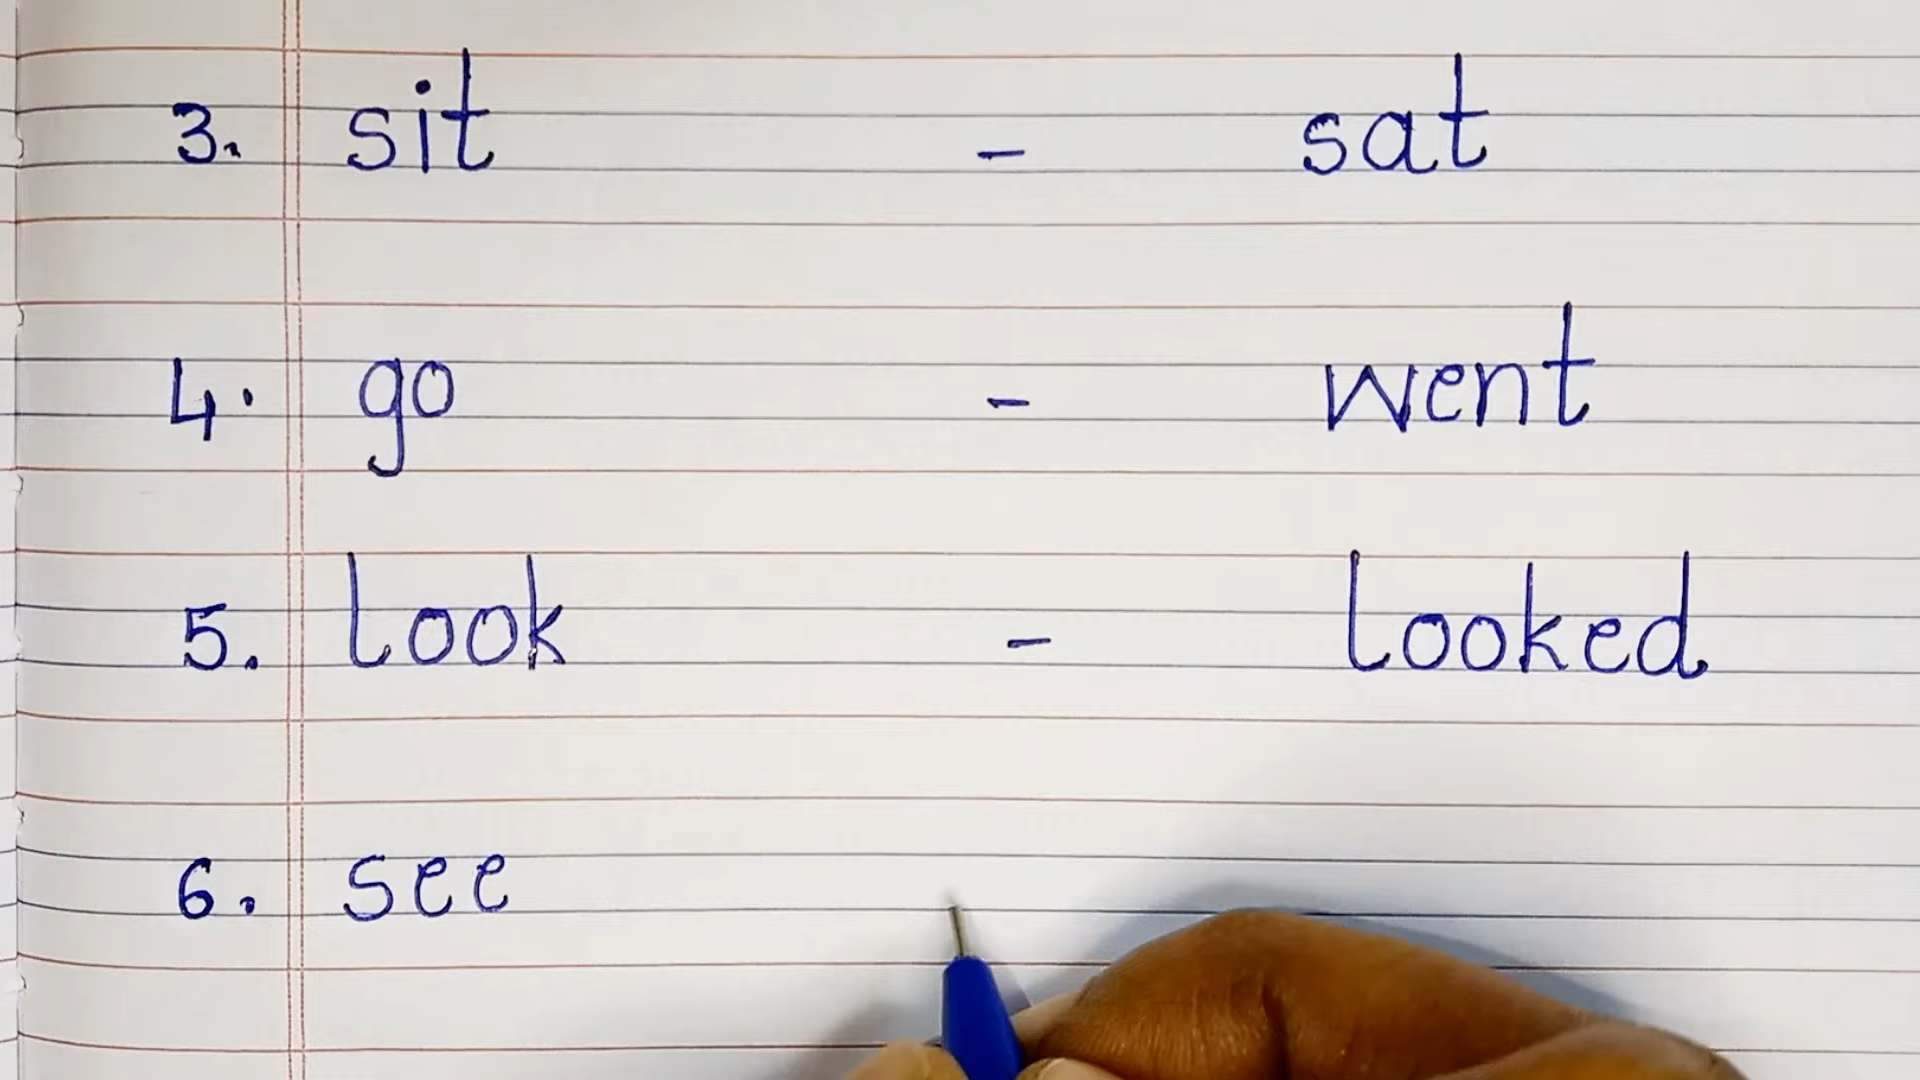 3. sit - sat
4. go - went
5. look - looked
6. see